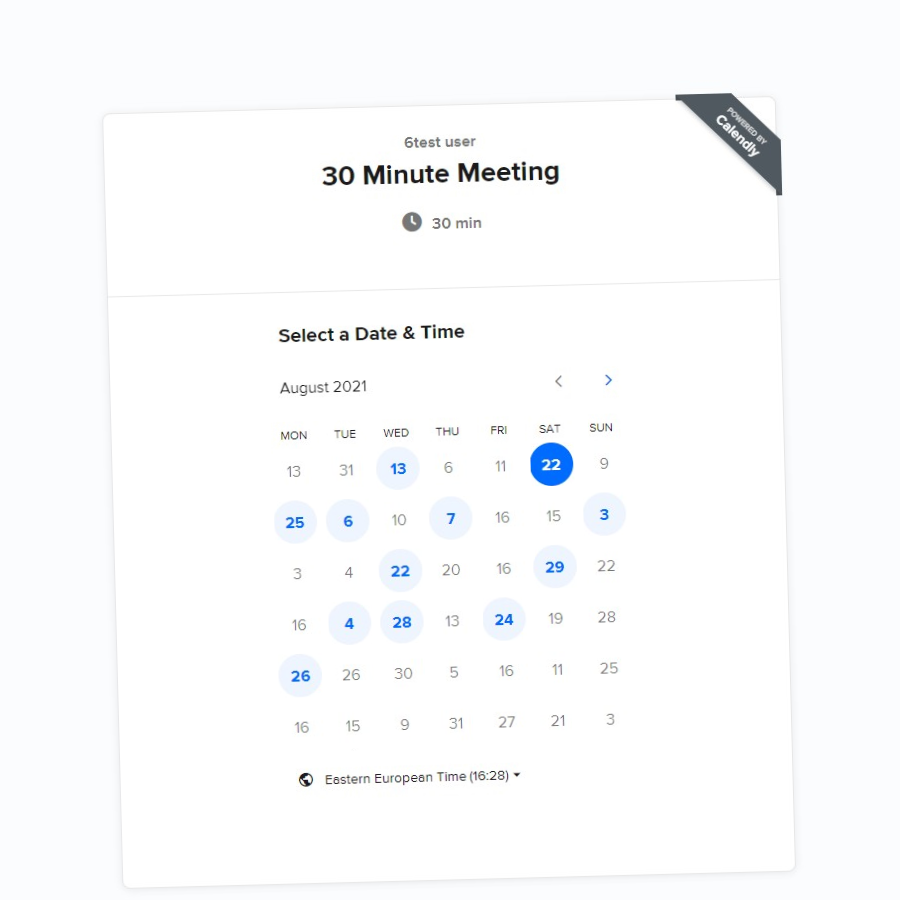 POWERED BY
Calendly
6test user
30 Minute Meeting
30 min
Select a Date & Time
August 2021
MON TUE WED THU FRI SAT SUN
13 31 13 6 11 22 9
25 6 10 7 16 15 3
3 4 22 20 16 29 22
16 4 28 13 24 19 28
26 26 30 5 16 11 25
16 15 9 31 27 21 3
Eastern European Time (16:28)